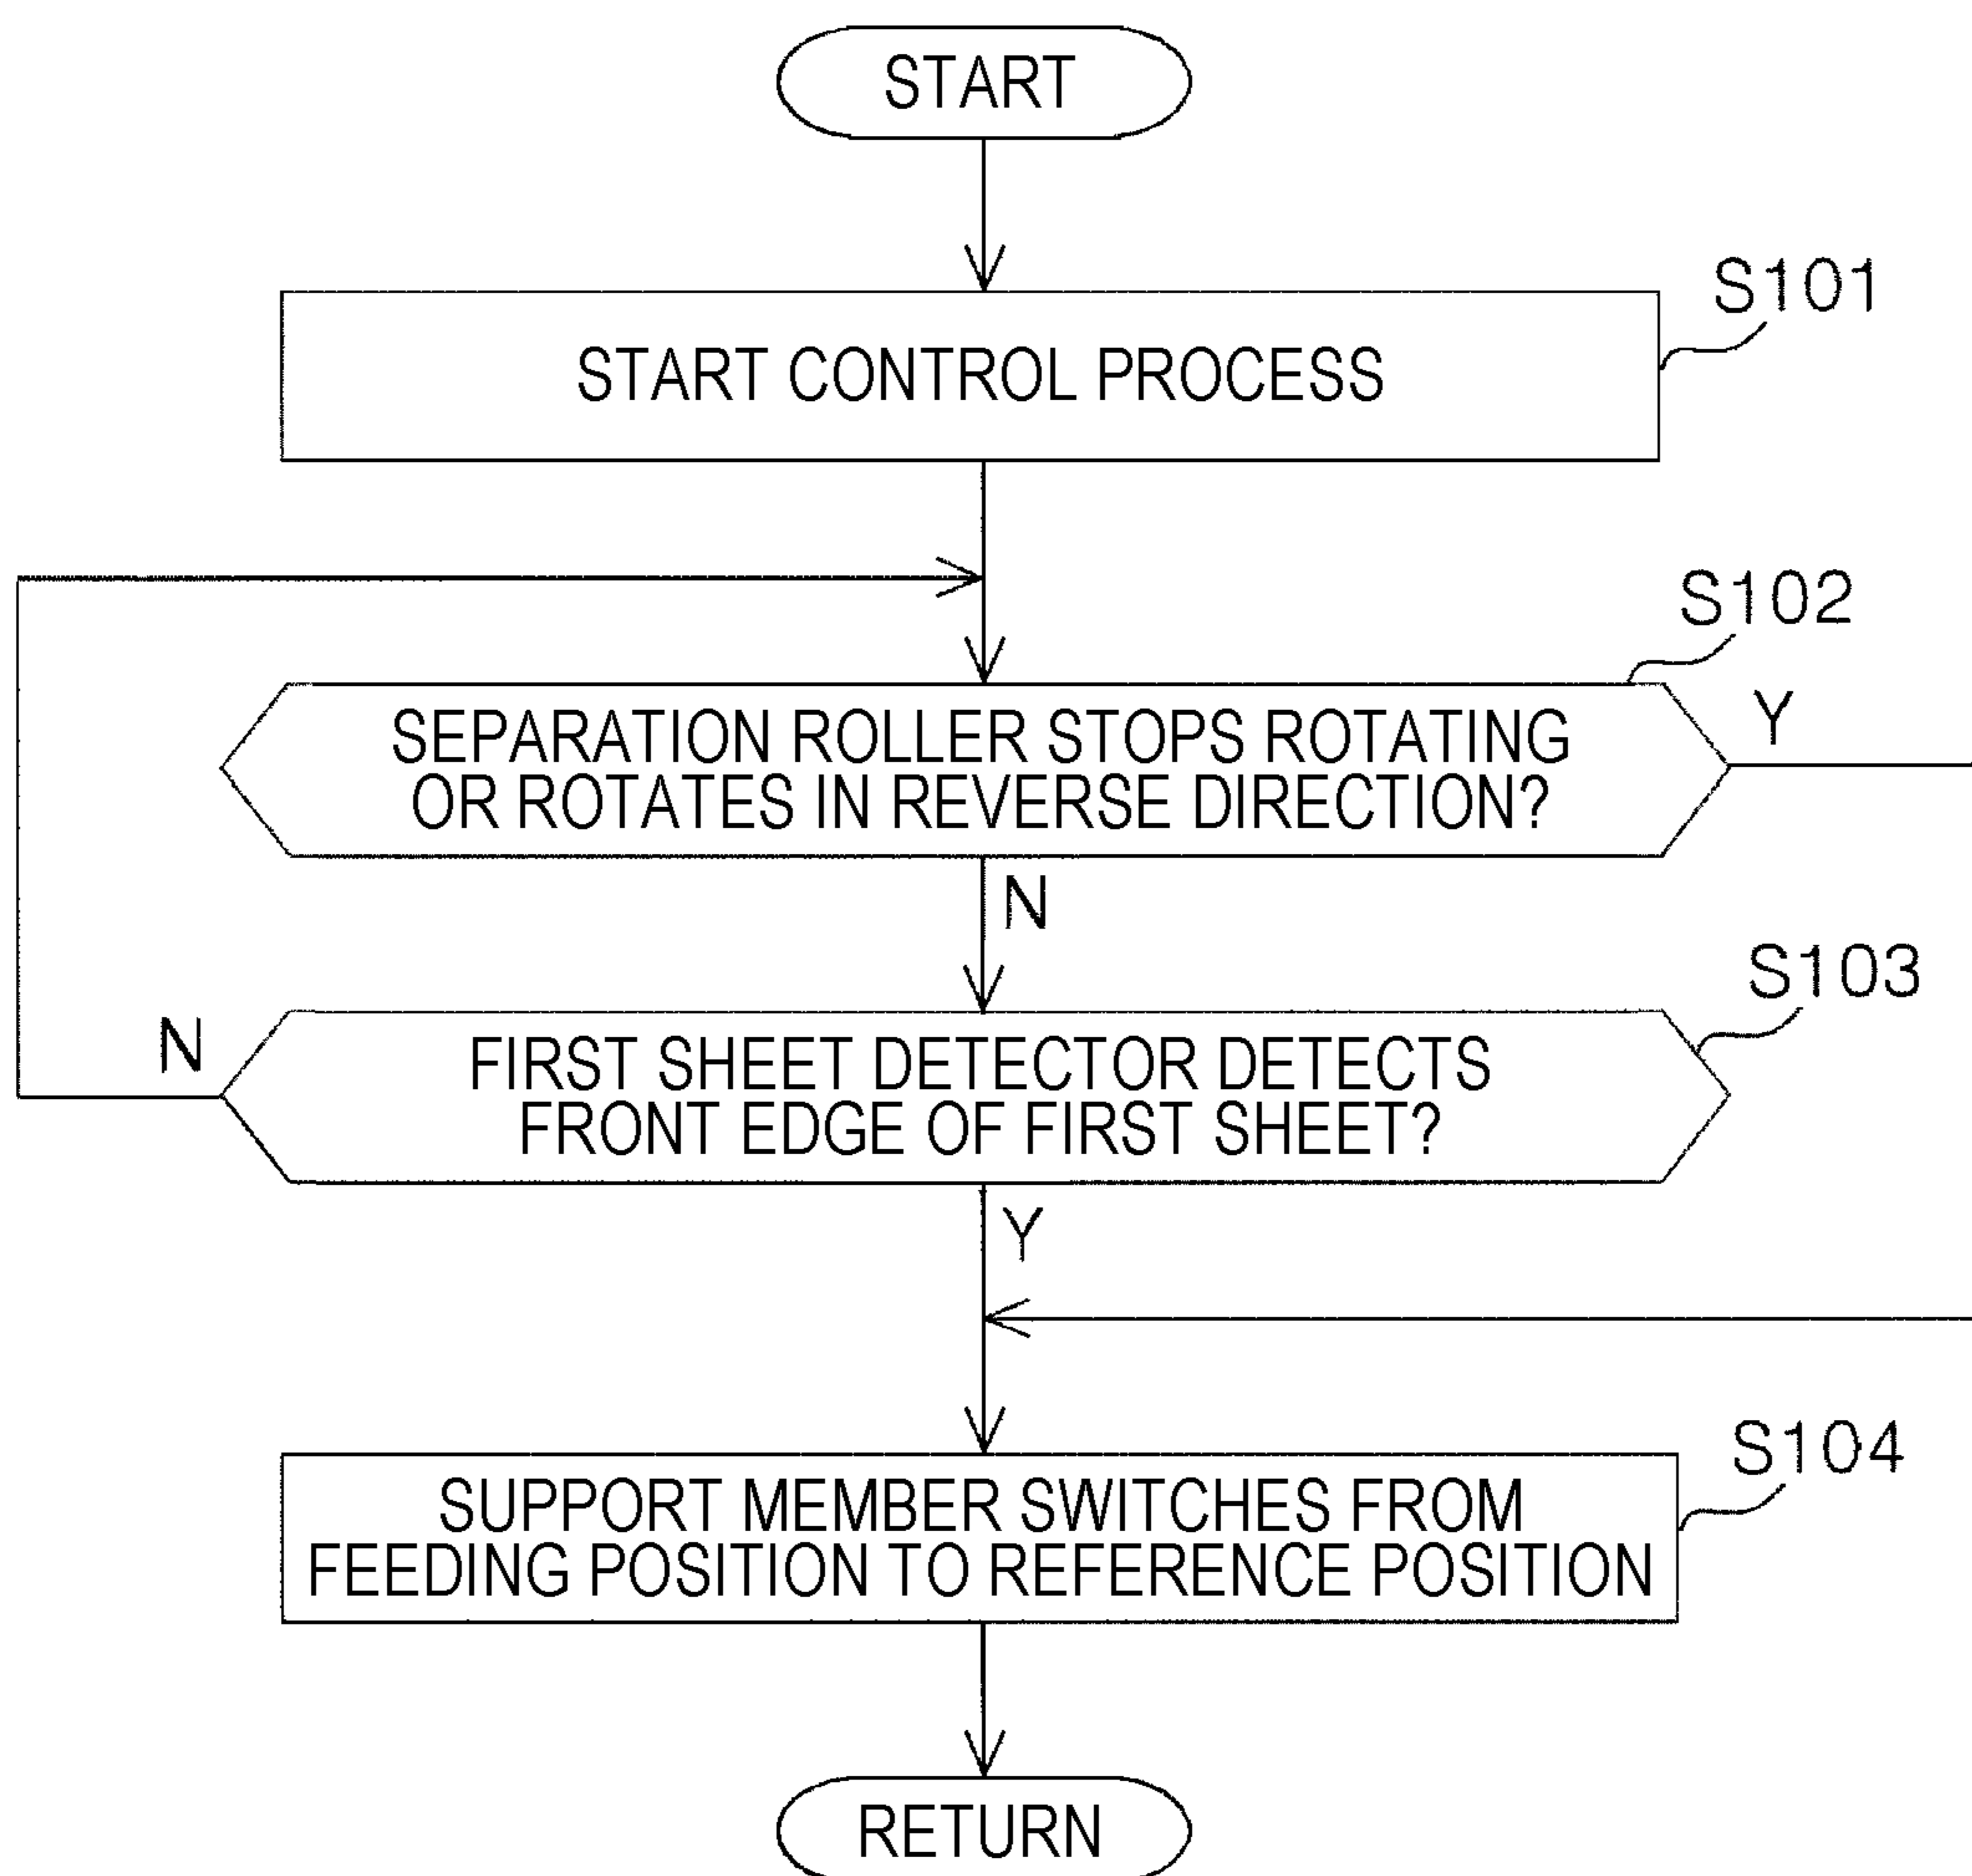 START
S101
START CONTROL PROCESS
S102
SEPARATION ROLLER STOPS ROTATING
OR ROTATES IN REVERSE DIRECTION?
Y
N
S103
FIRST SHEET DETECTOR DETECTS
FRONT EDGE OF FIRST SHEET?
N
Y
S104
SUPPORT MEMBER SWITCHES FROM
FEEDING POSITION TO REFERENCE POSITION
RETURN